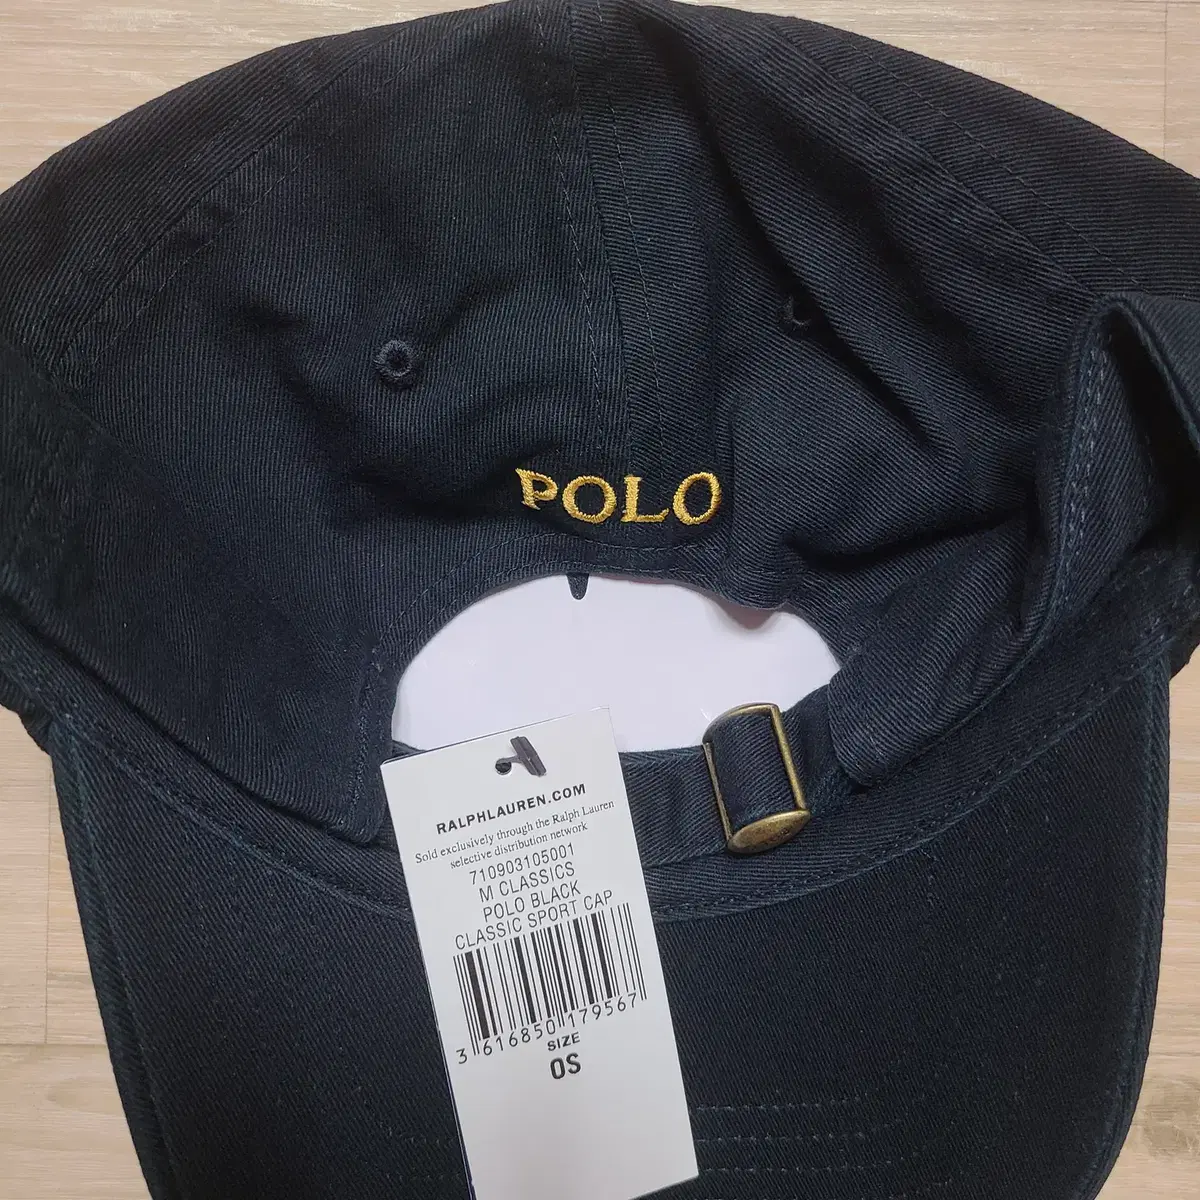 POLO
RALPHLAUREN.COM
Sold exclusively through the Ralph Lauren
selective distribution network
710903105001
M CLASSICS
POLO BLACK
CLASSIC SPORT CAP
3 616850 179567
SIZE
OS